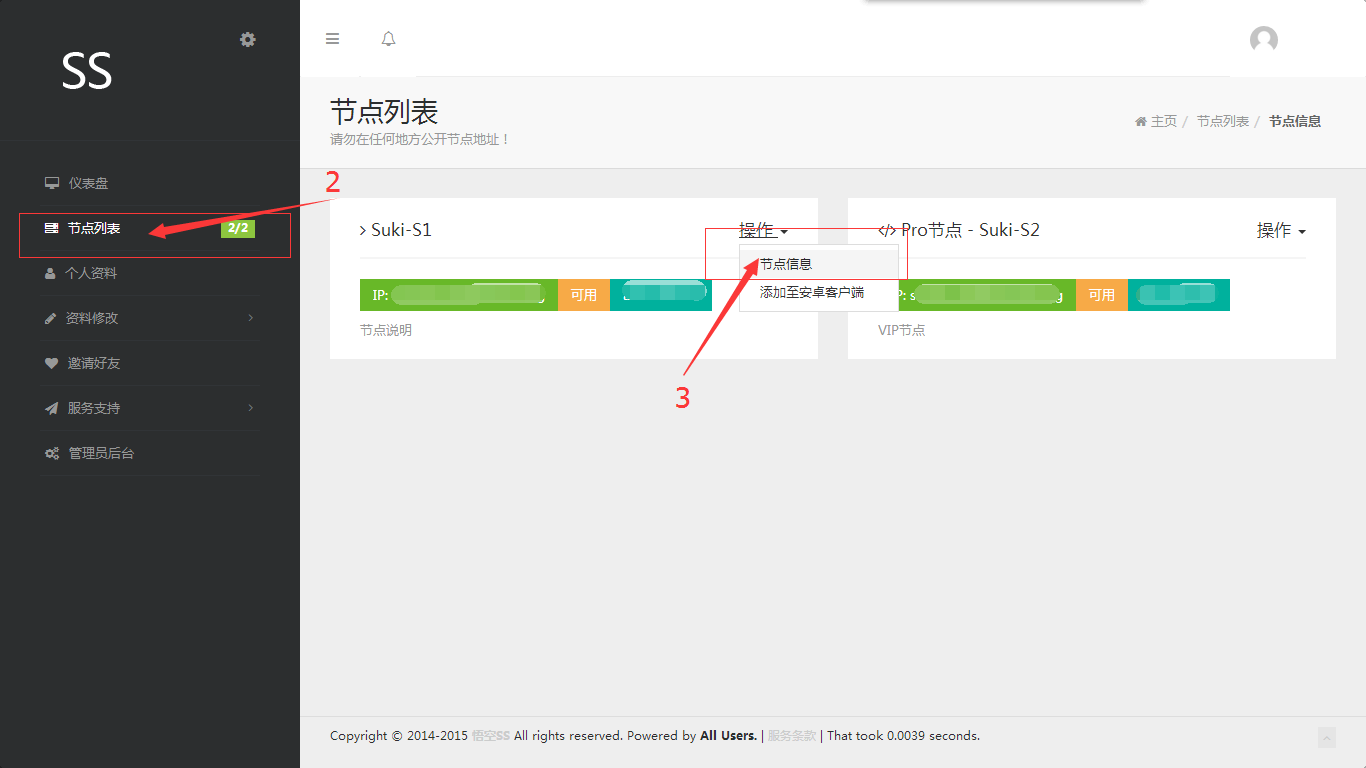 SS
节点列表
请勿在任何地方公开节点地址！
主页 / 节点列表 / 节点信息
仪表盘
2
节点列表 2/2
个人资料
资料修改
邀请好友
服务支持
管理员后台
Suki-S1 操作
节点信息
添加至安卓客户端
IP: 可用
节点说明
3
Pro节点 - Suki-S2 操作
P: s g 可用
VIP节点
Copyright © 2014-2015 悟空SS All rights reserved. Powered by All Users. | 服务条款 | That took 0.0039 seconds.